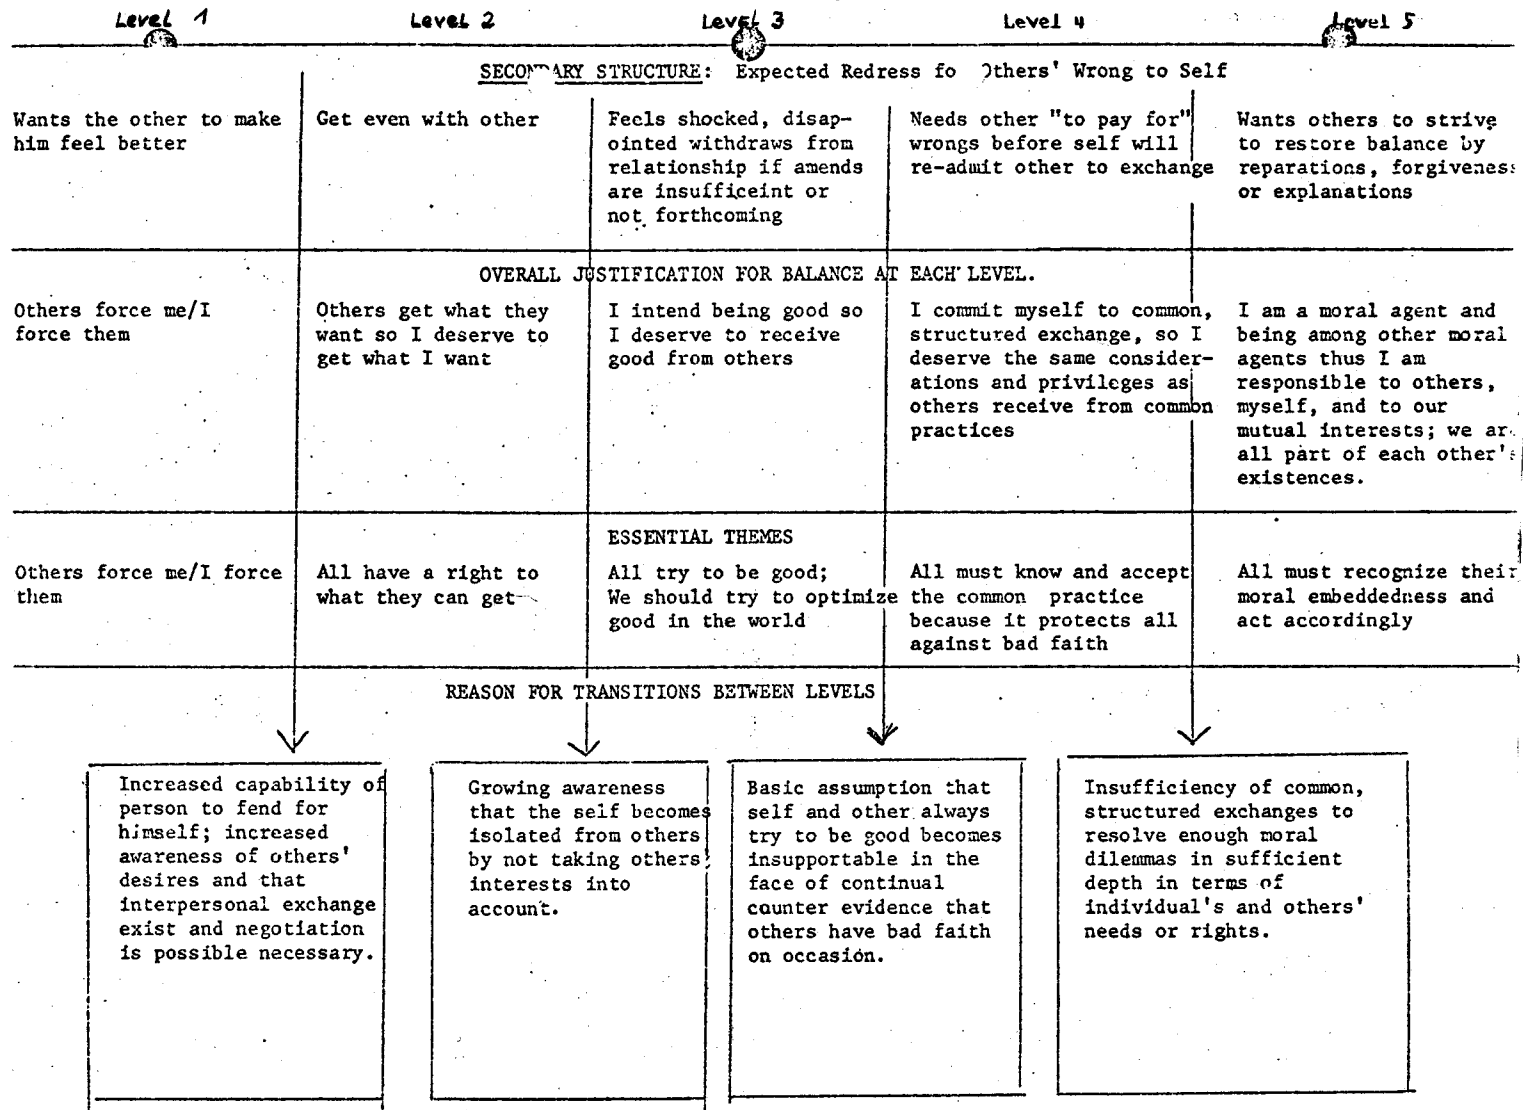 Level 1
Level 2
Level 3
Level 4
Level 5
SECONDARY STRUCTURE: Expected Redress fo Others' Wrong to Self
Wants the other to make
him feel better
Get even with other
Feels shocked, disap-
ointed withdraws from
relationship if amends
are insufficeint or
not forthcoming
Needs other "to pay for"
wrongs before self will
re-admit other to exchange
Wants others to strive
to restore balance by
reparations, forgiveness
or explanations
OVERALL JUSTIFICATION FOR BALANCE AT EACH LEVEL.
Others force me/I
force them
Others get what they
want so I deserve to
get what I want
I intend being good so
I deserve to receive
good from others
I commit myself to common,
structured exchange, so I
deserve the same consider-
ations and privileges as
others receive from common
practices
I am a moral agent and
being among other moral
agents thus I am
responsible to others,
myself, and to our
mutual interests; we ar
all part of each other's
existences.
ESSENTIAL THEMES
Others force me/I force
them
All have a right to
what they can get
All try to be good;
We should try to optimize
good in the world
All must know and accept
the common practice
because it protects all
against bad faith
All must recognize their
moral embeddedness and
act accordingly
REASON FOR TRANSITIONS BETWEEN LEVELS
Increased capability of
person to fend for
himself; increased
awareness of others'
desires and that
interpersonal exchange
exist and negotiation
is possible necessary.
Growing awareness
that the self becomes
isolated from others
by not taking others'
interests into
account.
Basic assumption that
self and other always
try to be good becomes
insupportable in the
face of continual
counter evidence that
others have bad faith
on occasion.
Insufficiency of common,
structured exchanges to
resolve enough moral
dilemmas in sufficient
depth in terms of
individual's and others'
needs or rights.